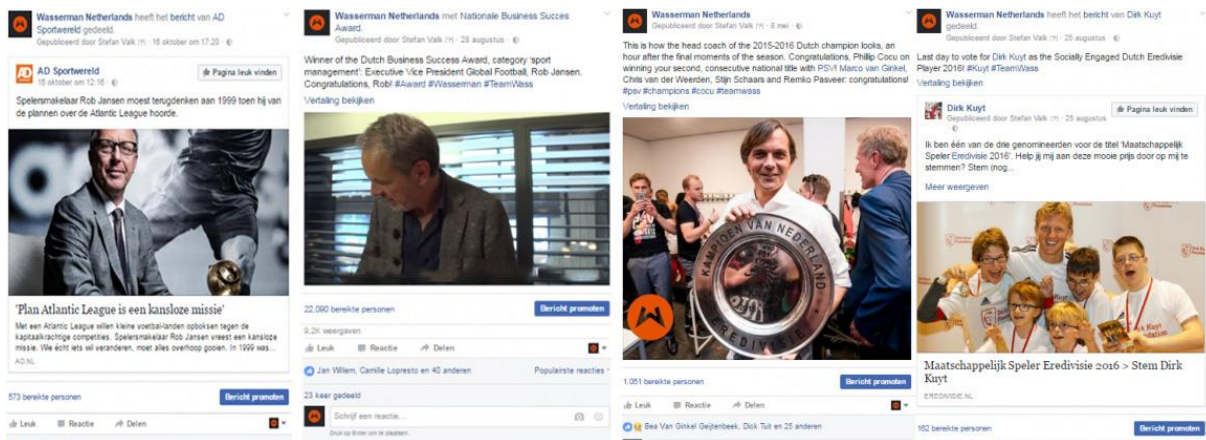 Wasserman Netherlands heeft het bericht van AD
Sportwereld gedeeld.
Gepubliceerd door Stefan Valk [?] · 16 oktober om 17:20 ·
AD Sportwereld
16 oktober om 12:16 ·
Pagina leuk vinden
Spelersmakelaar Rob Jansen moest terugdenken aan 1999 toen hij van
de plannen over de Atlantic League hoorde.
'Plan Atlantic League is een kansloze missie'
Met een Atlantic League willen kleine voetbal-landen opboksen tegen de
kapitaalkrachtige competities. Spelersmakelaar Rob Jansen vreest een kansloze
missie. We écht iets wil veranderen, moet alles overhoop gooien. In 1999 was...
AD.NL
573 bereikte personen
Bericht promoten
Leuk Reactie Delen
Wasserman Netherlands met Nationale Business Succes
Award.
Gepubliceerd door Stefan Valk [?] · 28 augustus ·
Winner of the Dutch Business Success Award, category 'sport
management': Executive Vice President Global Football, Rob Jansen.
Congratulations, Rob! #Award #Wasserman #TeamWass
Vertaling bekijken
22.090 bereikte personen
Bericht promoten
9,2K weergaven
Leuk Reactie Delen
Jan Willem, Camille Lopresto en 40 anderen
Populairste reacties
23 keer gedeeld
Schrijf een reactie...
Druk op Enter om te plaatsen.
Wasserman Netherlands
Gepubliceerd door Stefan Valk [?] · 8 mei ·
This is how the head coach of the 2015-2016 Dutch champion looks, an
hour after the final moments of the season. Congratulations, Phillip Cocu on
winning your second, consecutive national title with PSV! Marco van Ginkel,
Chris van der Weerden, Stijn Schaars and Remko Pasveer: congratulations!
#psv #champions #cocu #teamwass
Vertaling bekijken
KAMPIOEN VAN NEDERLAND
EREDIVISIE
1.051 bereikte personen
Bericht promoten
Leuk Reactie Delen
Bea Van Ginkel Geijtenbeek, Dick Tuit en 25 anderen
Wasserman Netherlands heeft het bericht van Dirk Kuyt
gedeeld.
Gepubliceerd door Stefan Valk [?] · 25 augustus ·
Last day to vote for Dirk Kuyt as the Socially Engaged Dutch Eredivisie
Player 2016! #Kuyt #TeamWass
Vertaling bekijken
Dirk Kuyt
Gepubliceerd door Stefan Valk [?] · 25 augustus
·
Pagina leuk vinden
Ik ben één van de drie genomineerden voor de titel 'Maatschappelijk
Speler Eredivisie 2016'. Help jij mij aan deze mooie prijs door op mij te
stemmen? Stem (nog...
Meer weergeven
Maatschappelijk Speler Eredivisie 2016 > Stem Dirk
Kuyt
EREDIVISIE.NL
162 bereikte personen
Bericht promoten